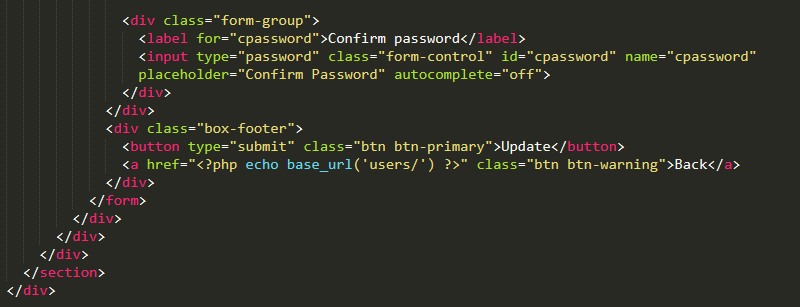 <div class="form-group">
<label for="cpassword">Confirm password</label>
<input type="password" class="form-control" id="cpassword" name="cpassword"
placeholder="Confirm Password" autocomplete="off">
</div>
</div>
<div class="box-footer">
<button type="submit" class="btn btn-primary">Update</button>
<a href="<?php echo base_url('users/') ?>" class="btn btn-warning">Back</a>
</div>
</form>
</div>
</div>
</div>
</section>
</div>